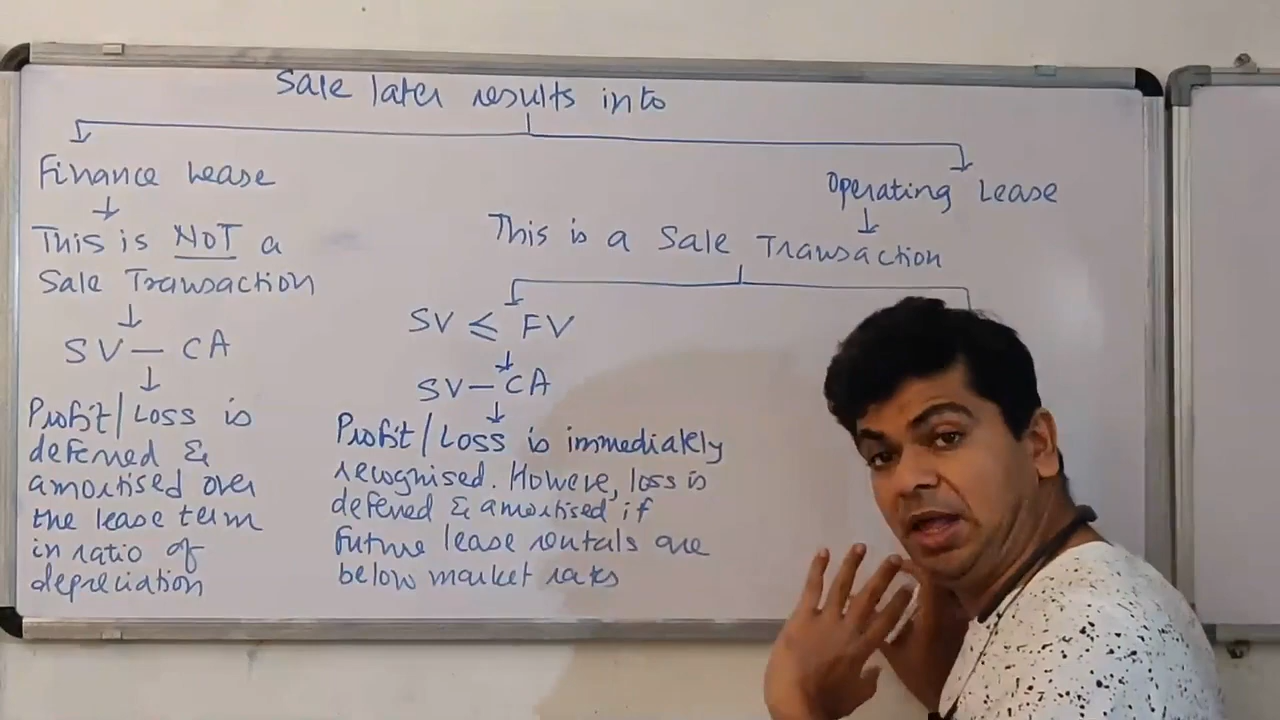 Sale later results into
Finance Lease
This is NOT a
Sale Transaction
SV – CA
Profit/Loss is
deferred &
amortised over
the lease term
in ratio of
depreciation
Operating Lease
This is a Sale Transaction
SV ≤ FV
SV – CA
Profit/Loss is immediately
recognised. Howere, loss is
deferred & amortised if
future lease rentals are
below market rates